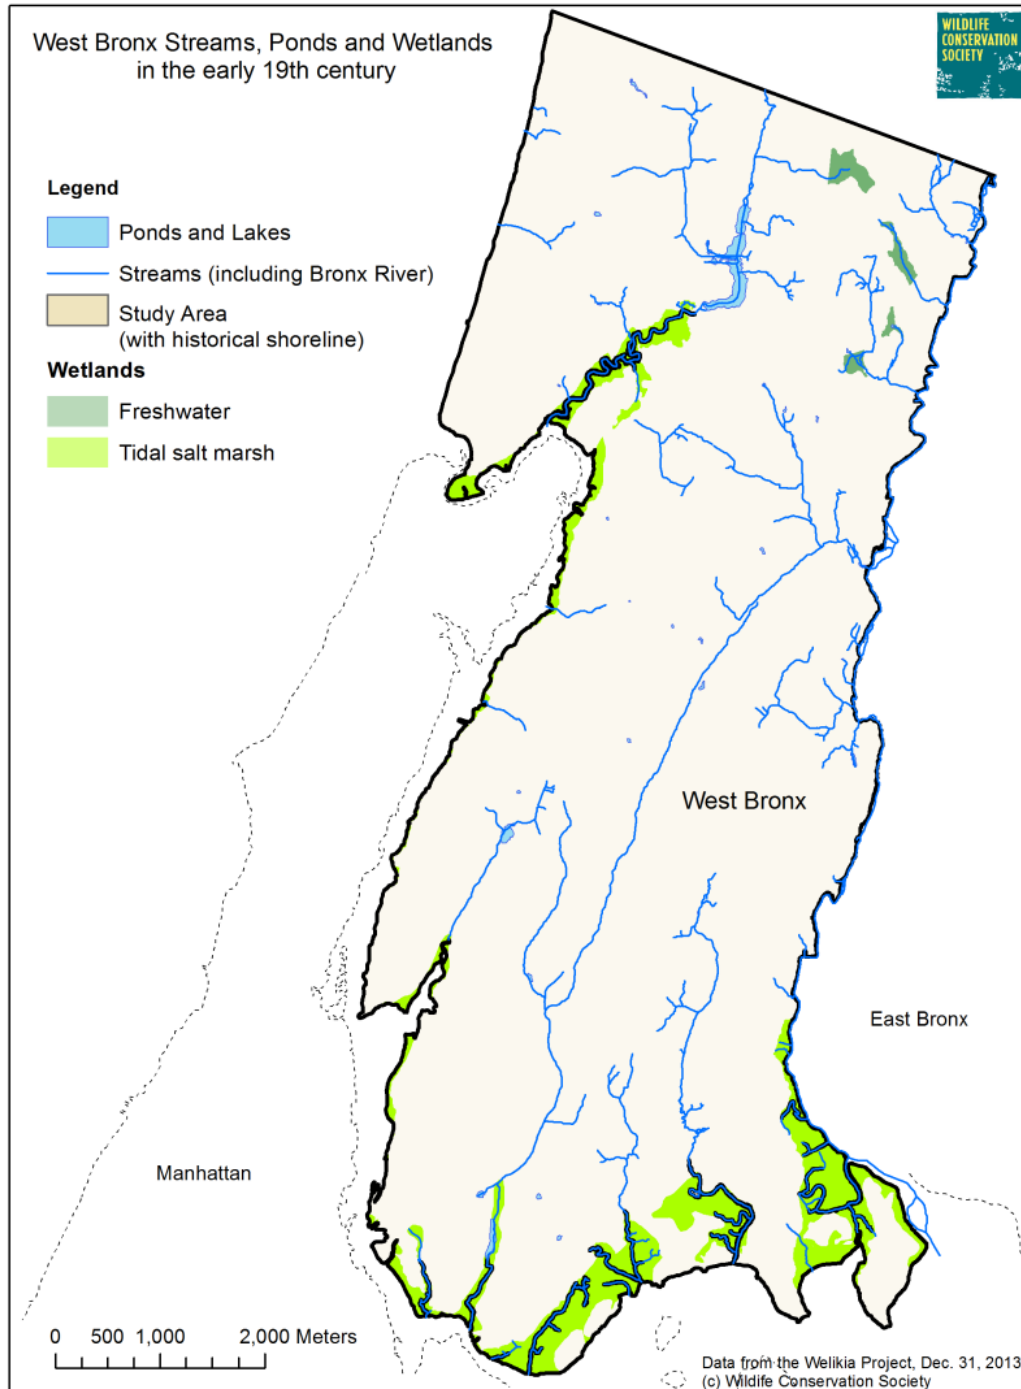 West Bronx Streams, Ponds and Wetlands
in the early 19th century
WILDLIFE
CONSERVATION
SOCIETY
Legend
Ponds and Lakes
Streams (including Bronx River)
Study Area
(with historical shoreline)
Wetlands
Freshwater
Tidal salt marsh
West Bronx
East Bronx
Manhattan
0 500 1,000 2,000 Meters
Data from the Welikia Project, Dec. 31, 2013
(c) Wildlife Conservation Society